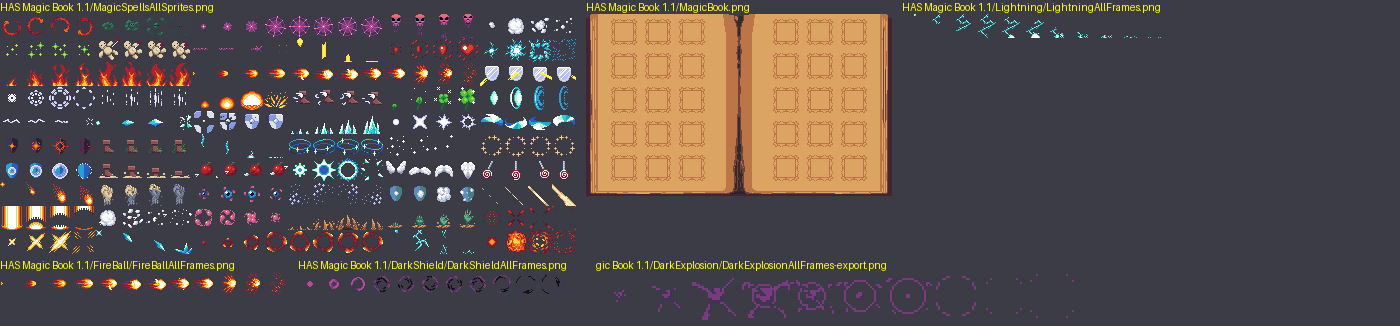 HAS Magic Book 1.1/MagicSpellsAllSprites.png
HAS Magic Book 1.1/MagicBook.png
HAS Magic Book 1.1/Lightning/LightningAllFrames.png
HAS Magic Book 1.1/FireBall/FireBallAllFrames.png
HAS Magic Book 1.1/DarkShield/DarkShieldAllFrames.png
gic Book 1.1/DarkExplosion/DarkExplosionAllFrames-export.png